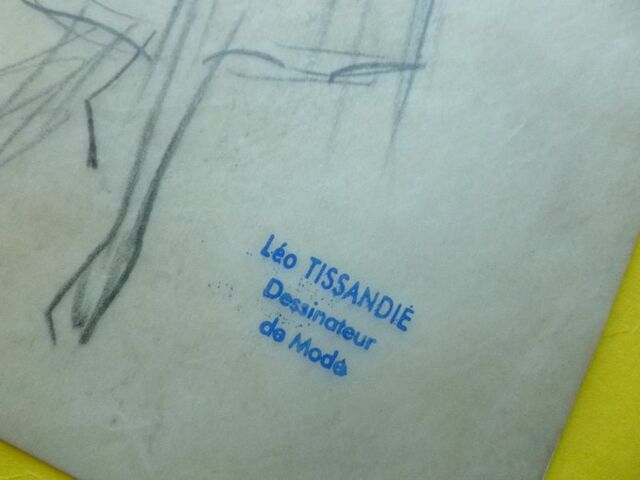 Léo TISSANDIÉ
Dessinateur
de Mode